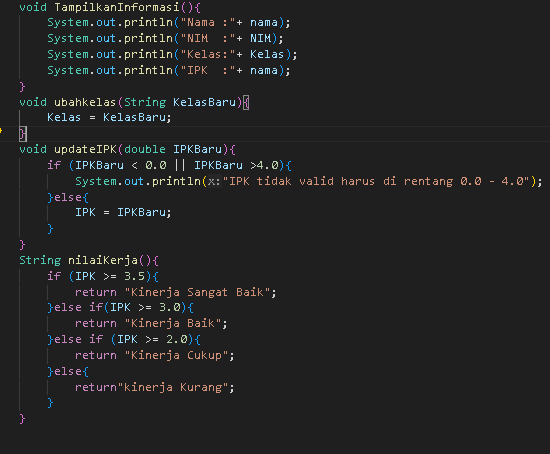 void TampilkanInformasi(){
System.out.println("Nama :"+ nama);
System.out.println("NIM  :"+ NIM);
System.out.println("Kelas:"+ Kelas);
System.out.println("IPK  :"+ nama);
}
void ubahkelas(String KelasBaru){
Kelas = KelasBaru;
}
void updateIPK(double IPKBaru){
if (IPKBaru < 0.0 || IPKBaru >4.0){
System.out.println(x:"IPK tidak valid harus di rentang 0.0 - 4.0");
}else{
IPK = IPKBaru;
}
}
String nilaiKerja(){
if (IPK >= 3.5){
return "Kinerja Sangat Baik";
}else if(IPK >= 3.0){
return "Kinerja Baik";
}else if (IPK >= 2.0){
return "Kinerja Cukup";
}else{
return"kinerja Kurang";
}
}